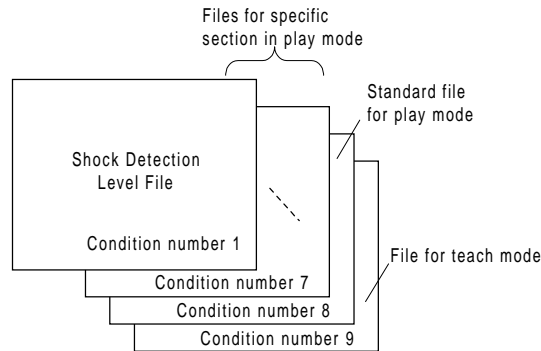 Files for specific
section in play mode
Standard file
for play mode
Shock Detection
Level File
Condition number 1
File for teach mode
Condition number 7
Condition number 8
Condition number 9